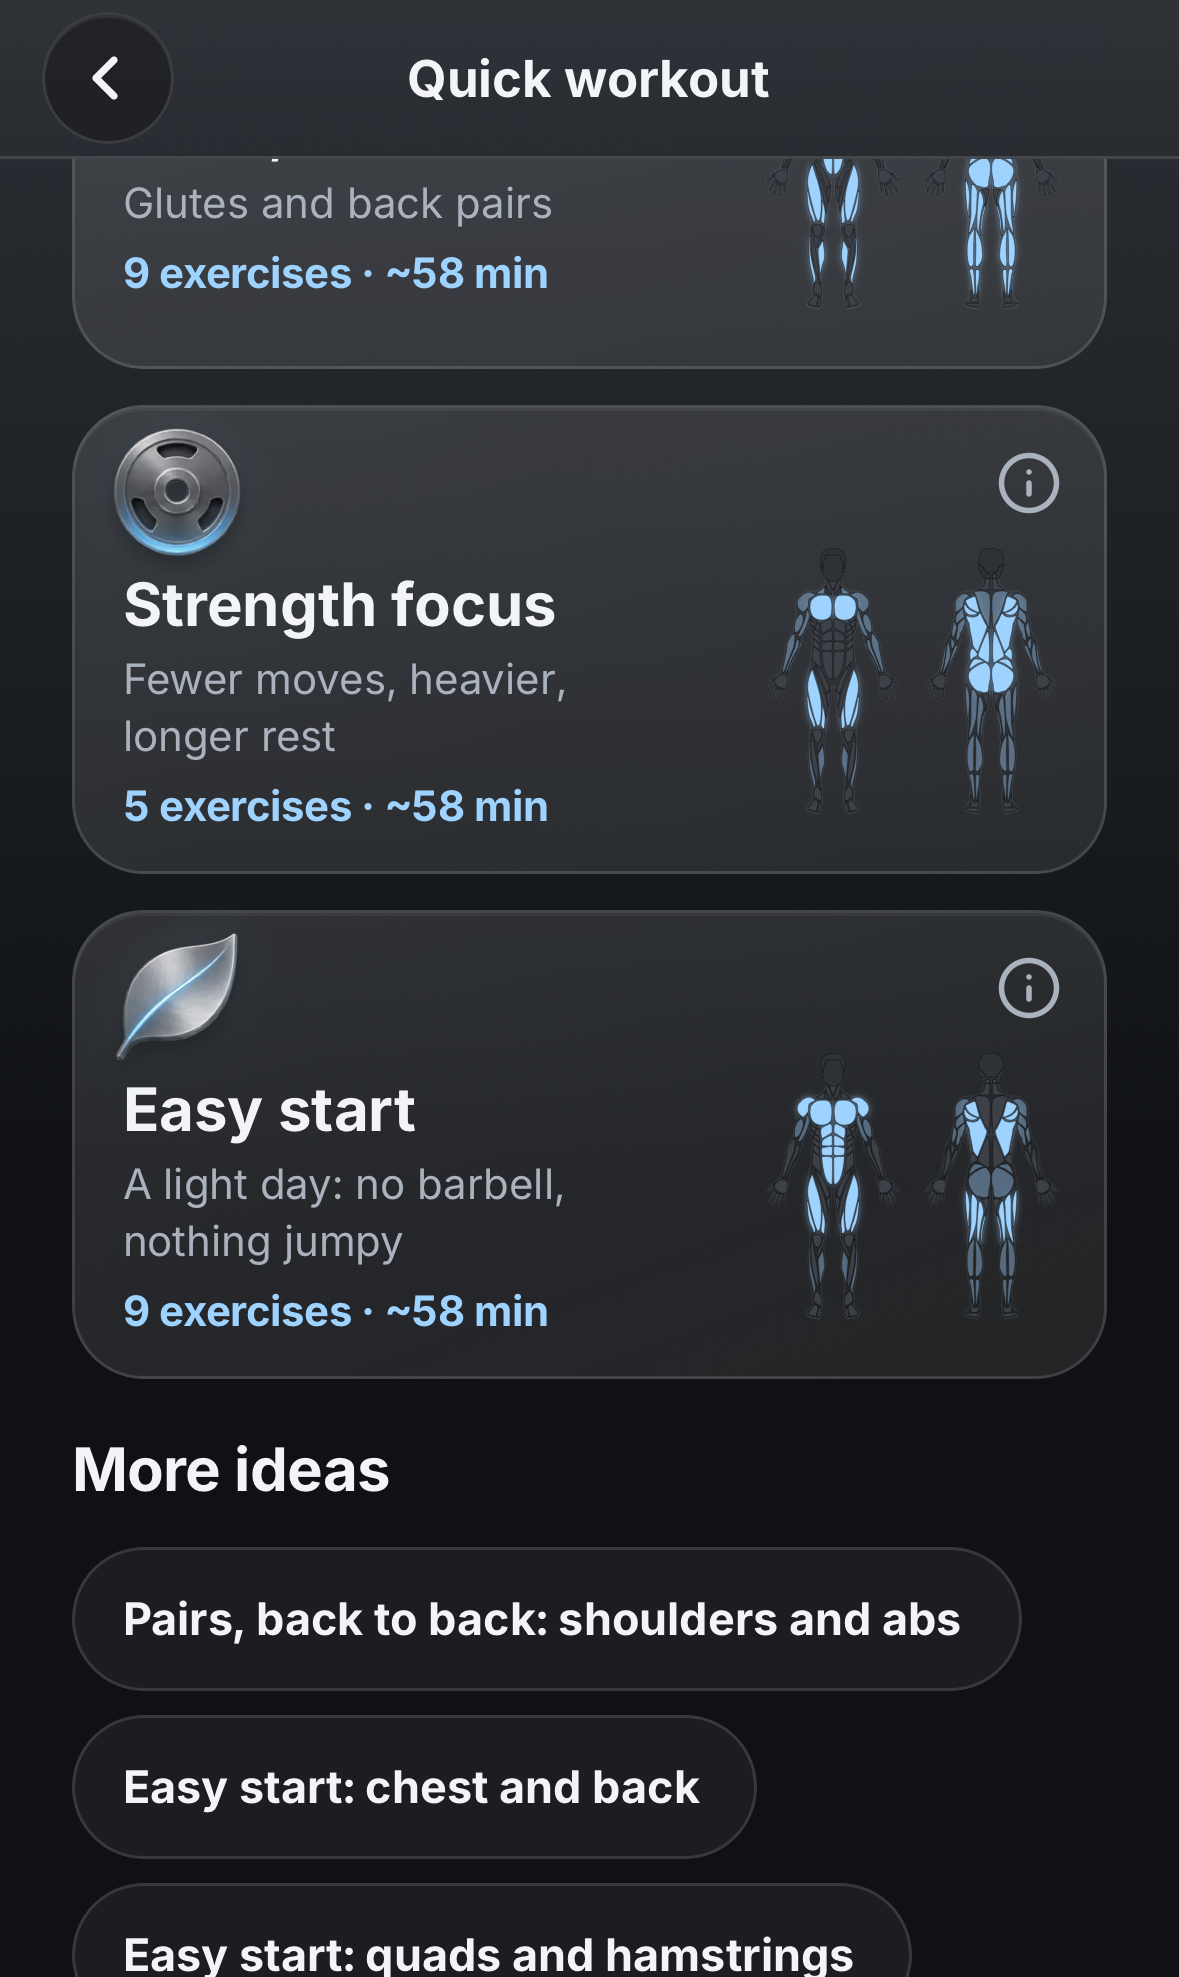 Quick workout
Glutes and back pairs
9 exercises · ~58 min
Strength focus
Fewer moves, heavier,
longer rest
5 exercises · ~58 min
Easy start
A light day: no barbell,
nothing jumpy
9 exercises · ~58 min
More ideas
Pairs, back to back: shoulders and abs
Easy start: chest and back
Easy start: quads and hamstrings